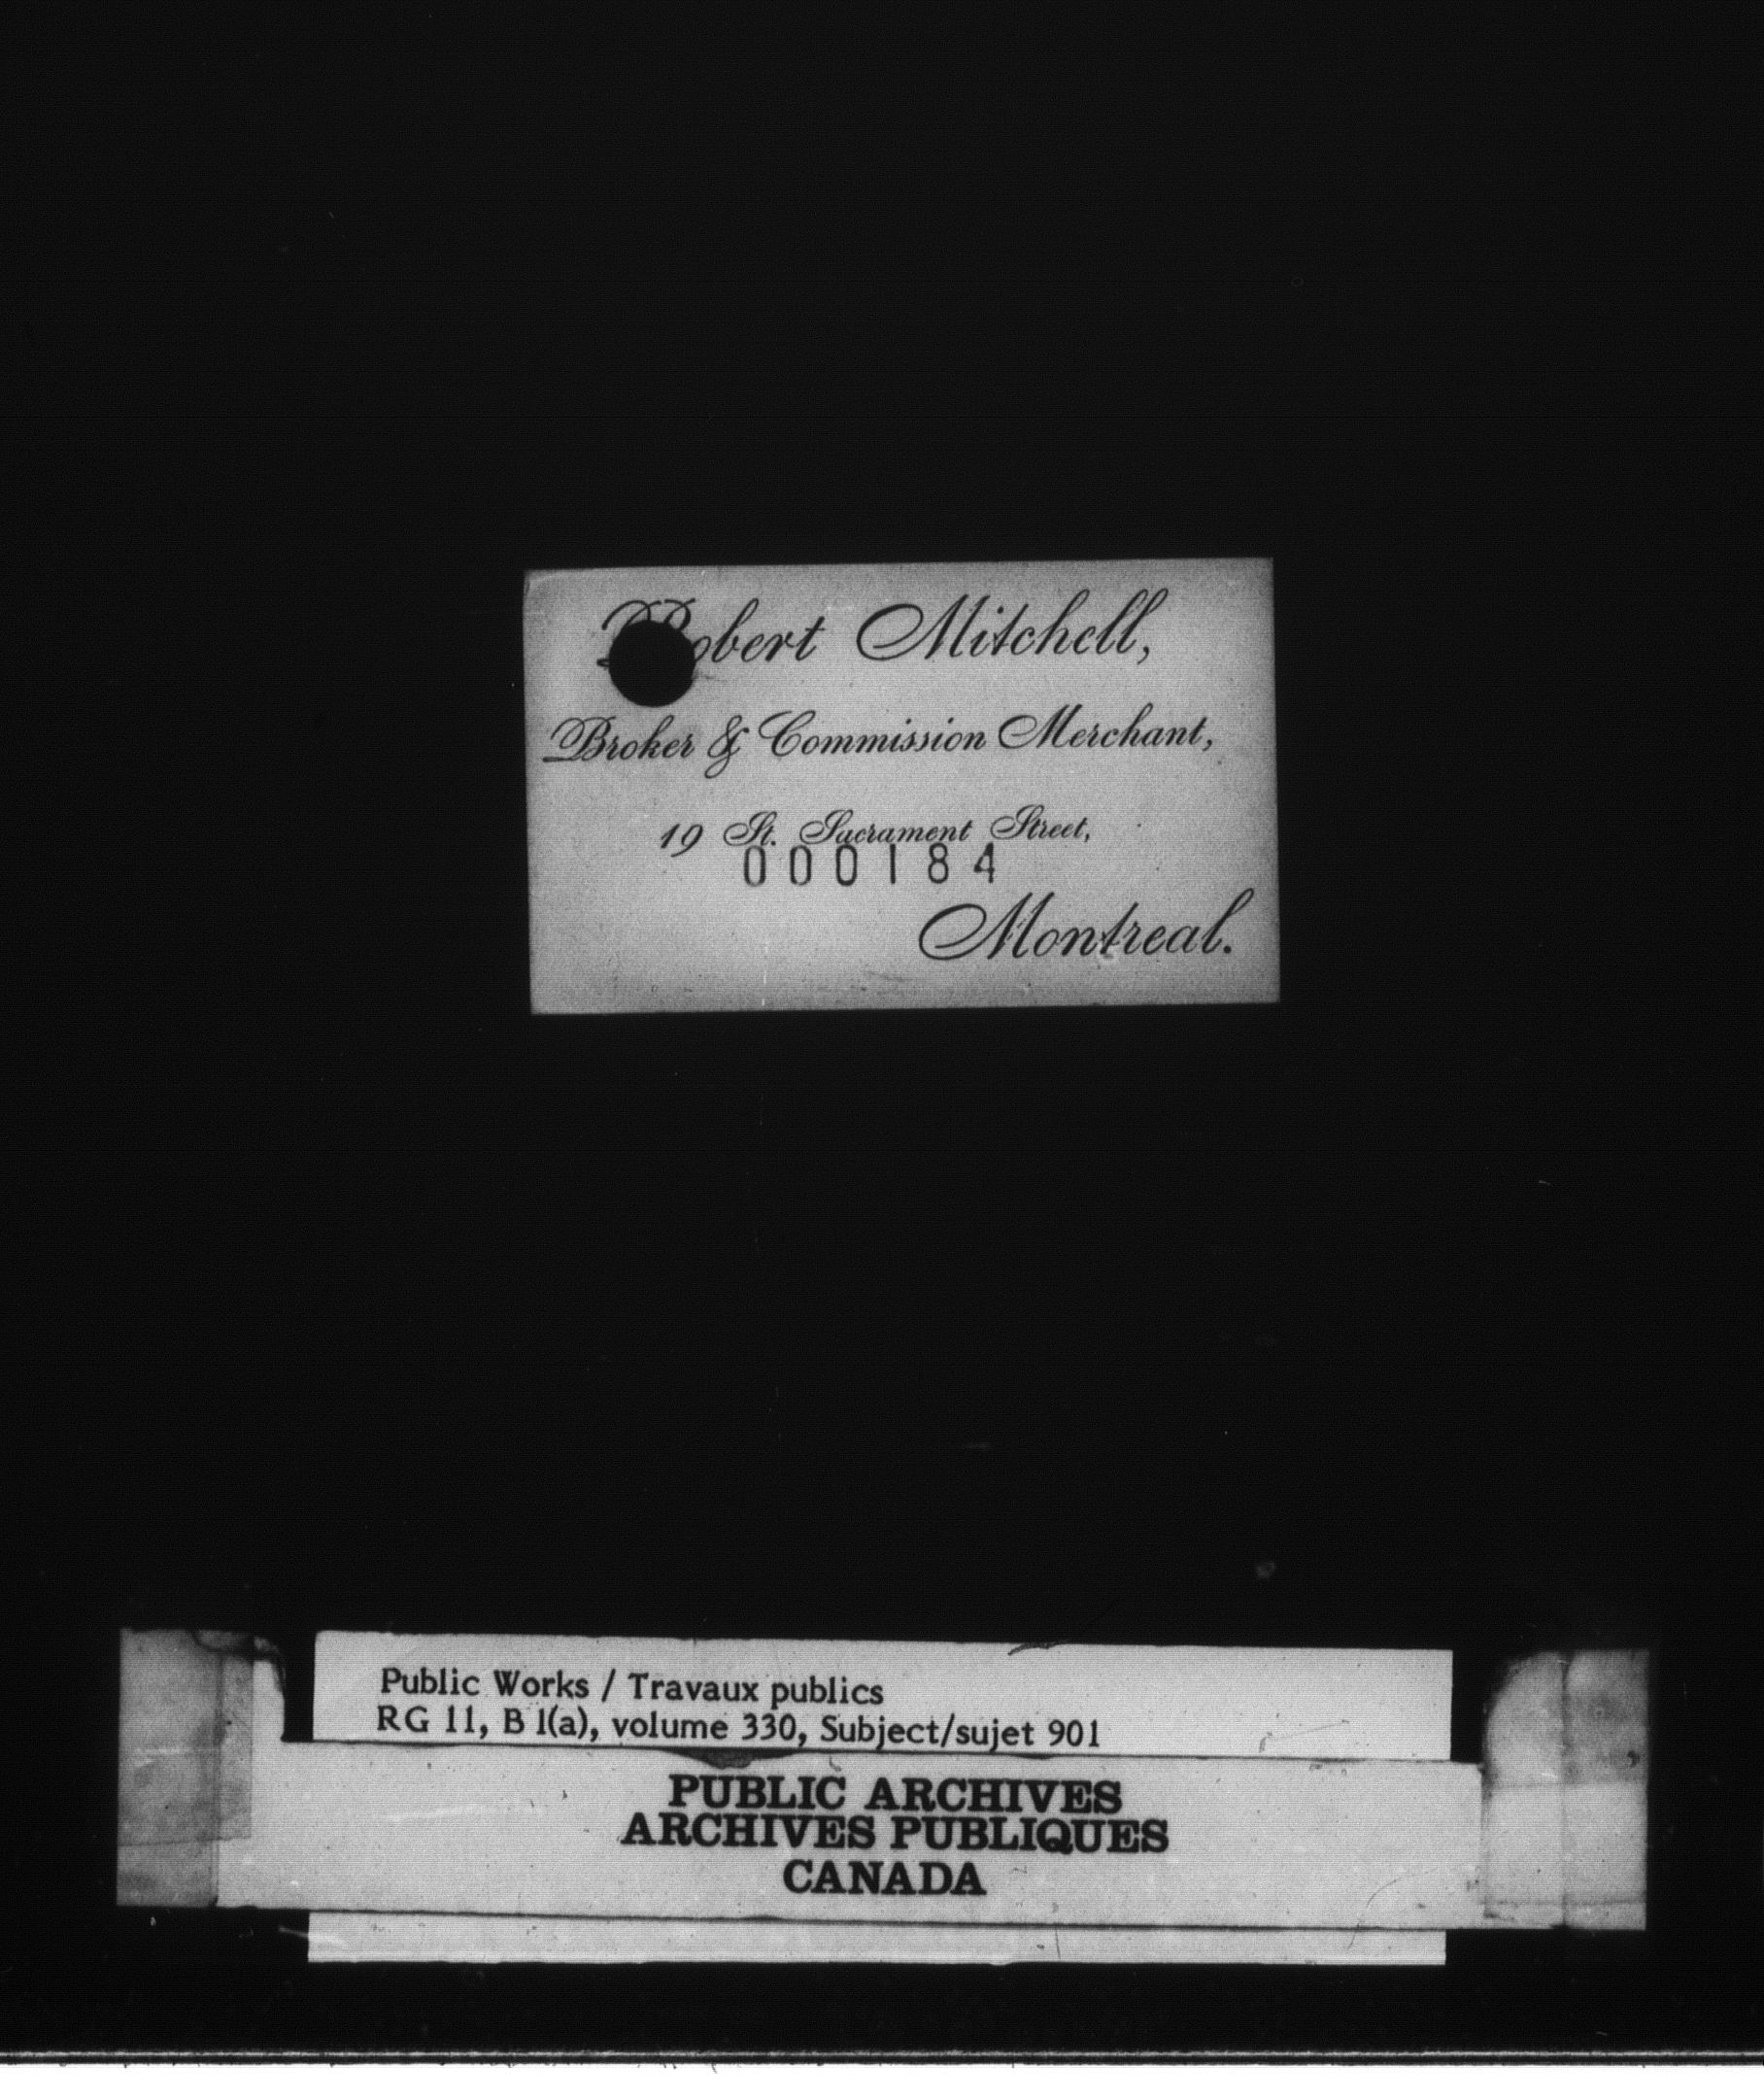 Robert Mitchell,
Broker & Commission Merchant,
19 St. Sacrament Street,
000184
Montreal.
Public Works / Travaux publics
RG 11, B 1(a), volume 330, Subject/sujet 901
PUBLIC ARCHIVES
ARCHIVES PUBLIQUES
CANADA